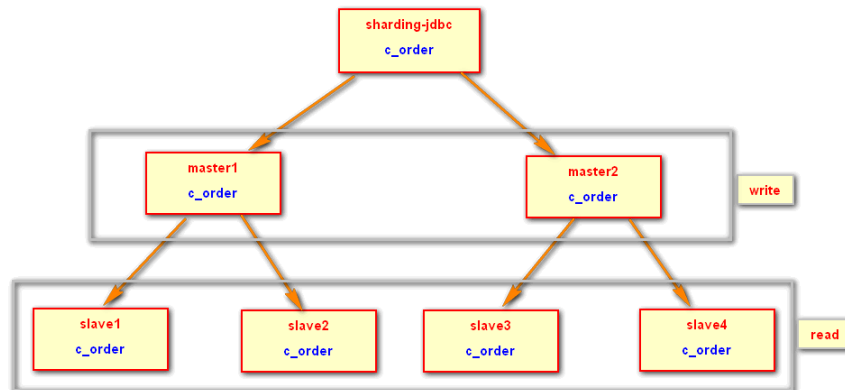 sharding-jdbc
c_order
master1
c_order
master2
c_order
write
slave1
c_order
slave2
c_order
slave3
c_order
slave4
c_order
read